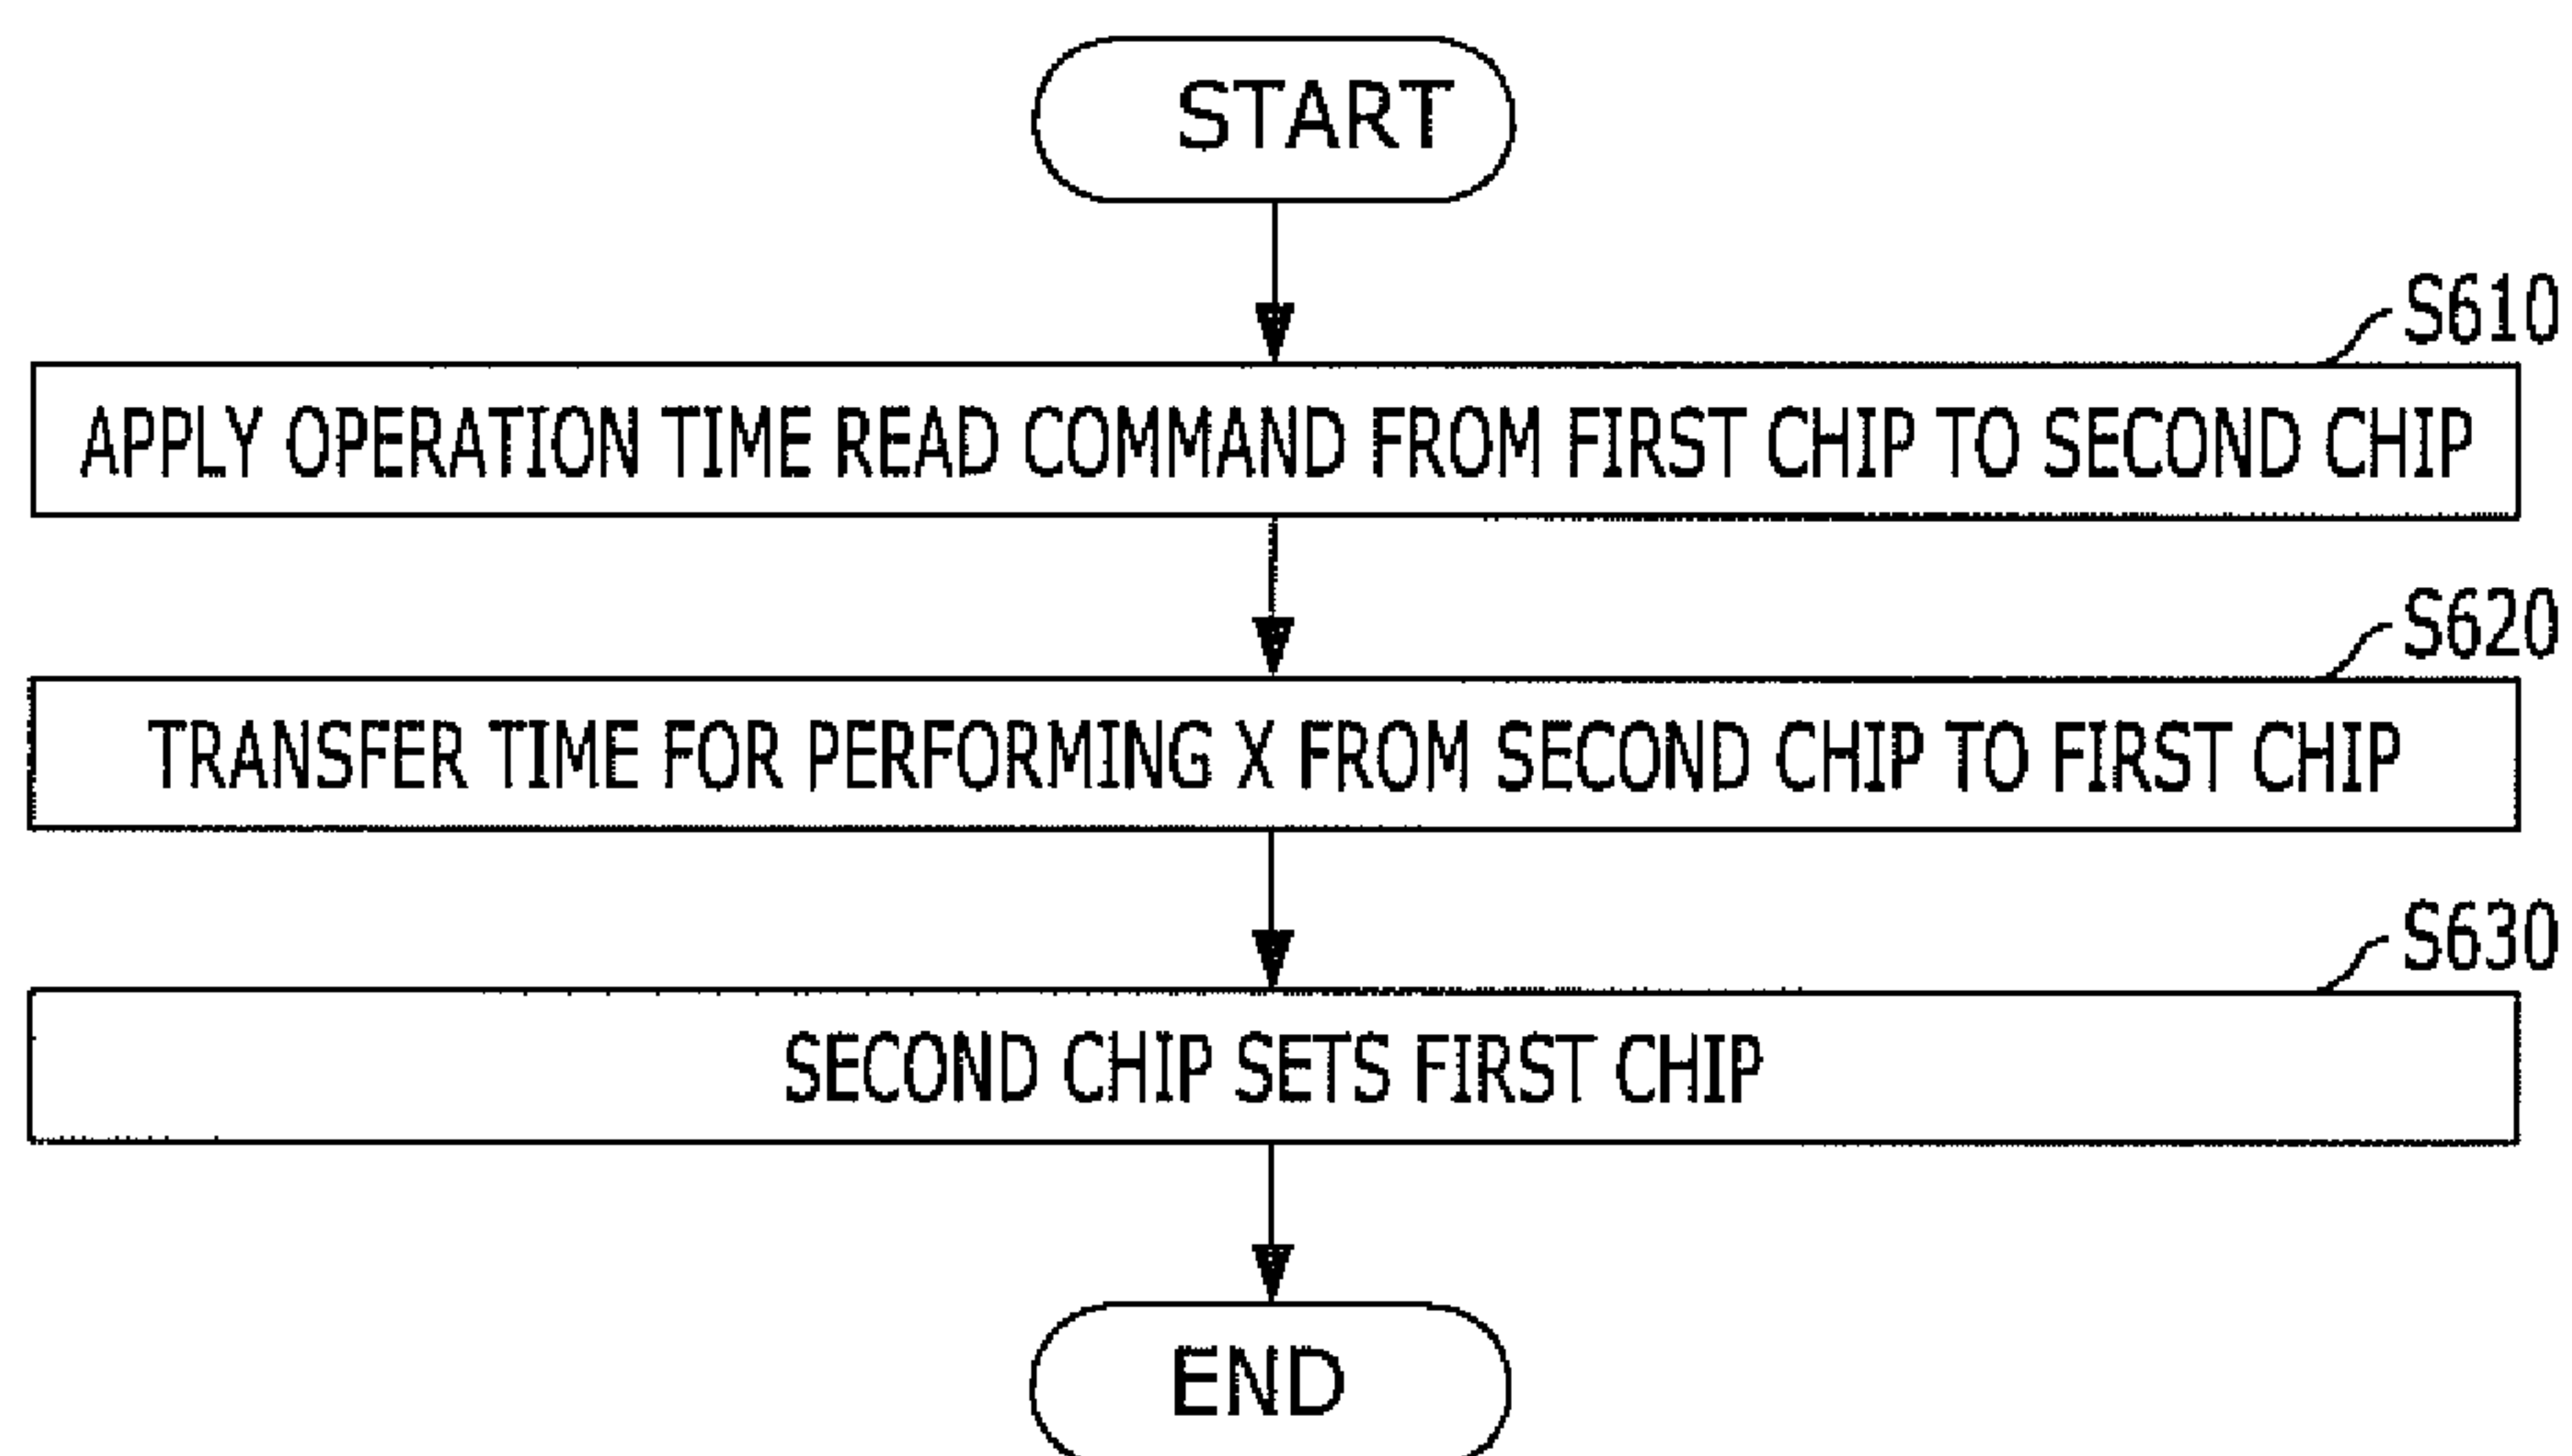 START
S610
APPLY OPERATION TIME READ COMMAND FROM FIRST CHIP TO SECOND CHIP
S620
TRANSFER TIME FOR PERFORMING X FROM SECOND CHIP TO FIRST CHIP
S630
SECOND CHIP SETS FIRST CHIP
END